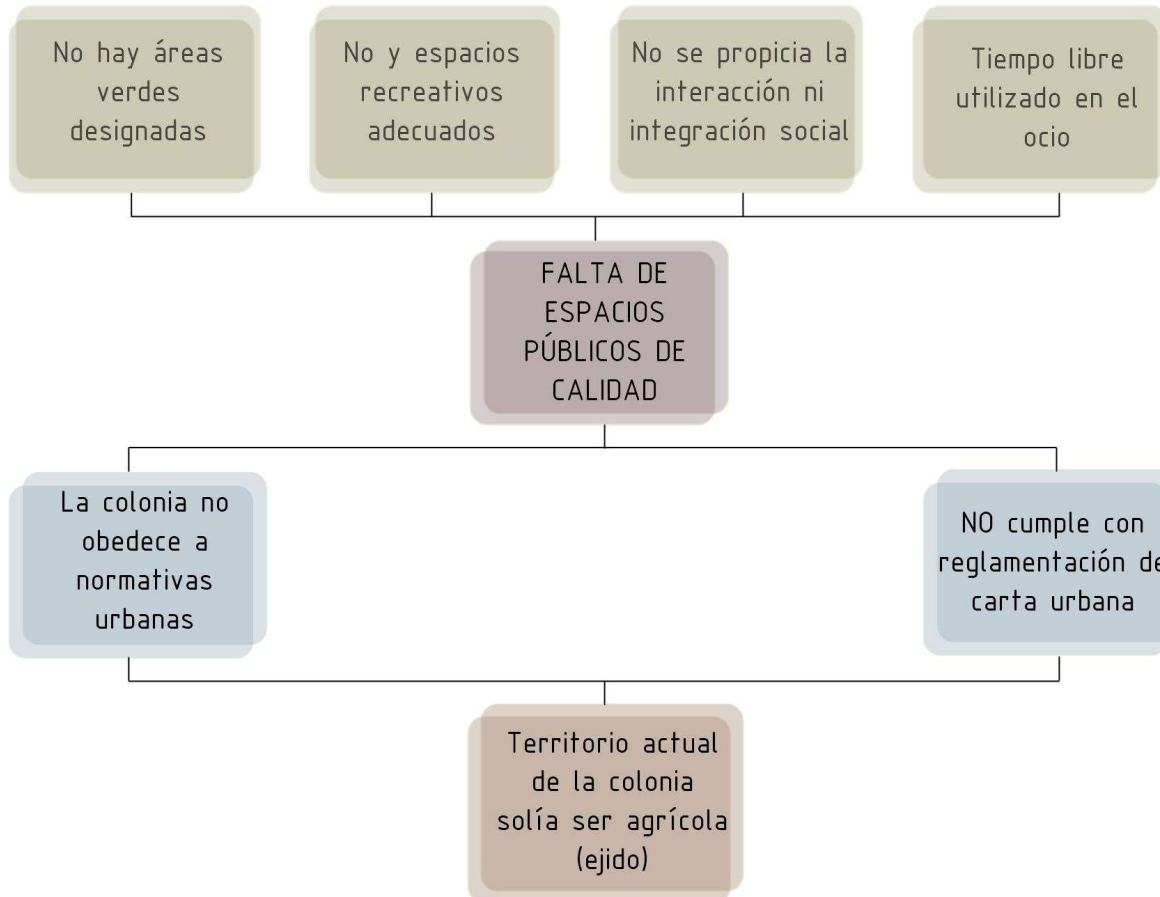 No hay áreas
verdes
designadas
No y espacios
recreativos
adecuados
No se propicia la
interacción ni
integración social
Tiempo libre
utilizado en el
ocio
FALTA DE
ESPACIOS
PÚBLICOS DE
CALIDAD
La colonia no
obedece a
normativas
urbanas
NO cumple con
reglamentación de
carta urbana
Territorio actual
de la colonia
solía ser agrícola
(ejido)